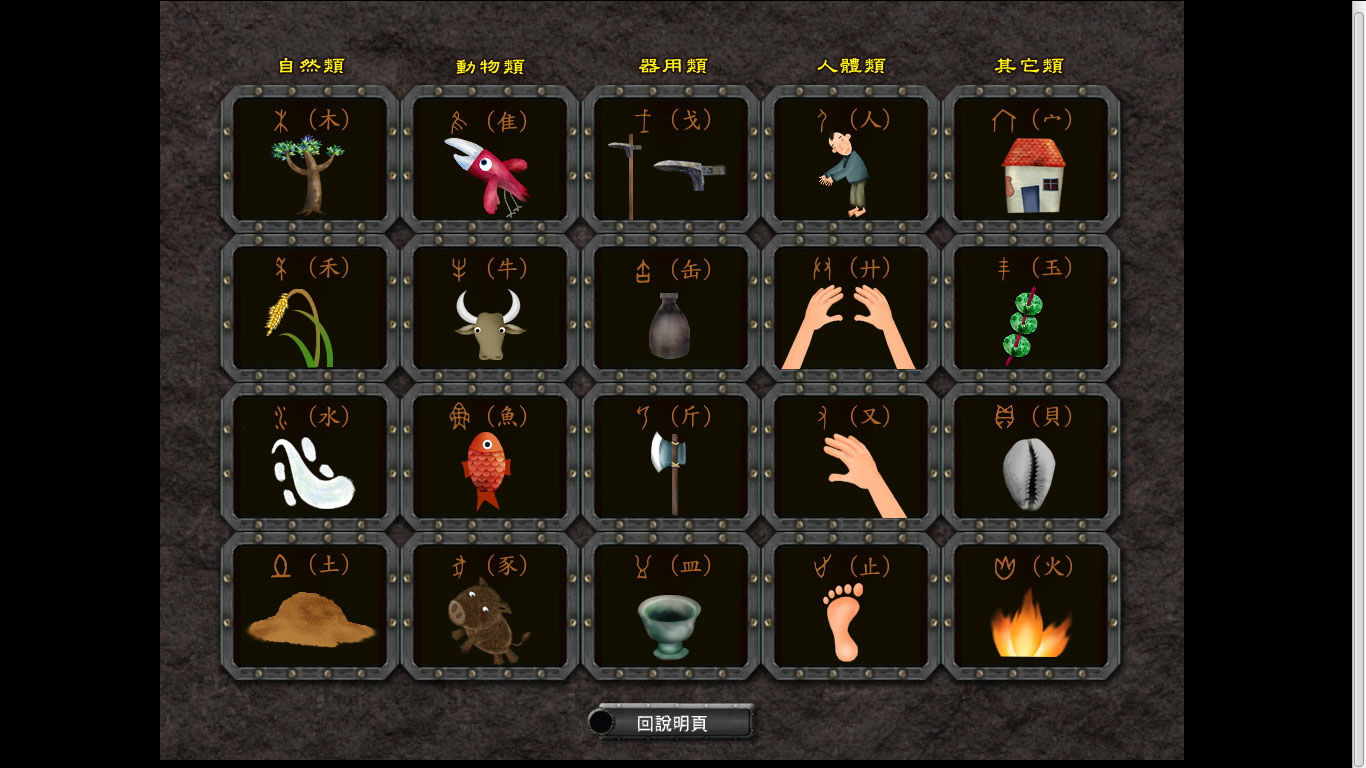 自然類 動物類 器用類 人體類 其它類
(木) (隹) (戈) (人) (宀)
(禾) (牛) (缶) (廾) (玉)
(水) (魚) (斤) (又) (貝)
(土) (豕) (皿) (止) (火)
回說明頁